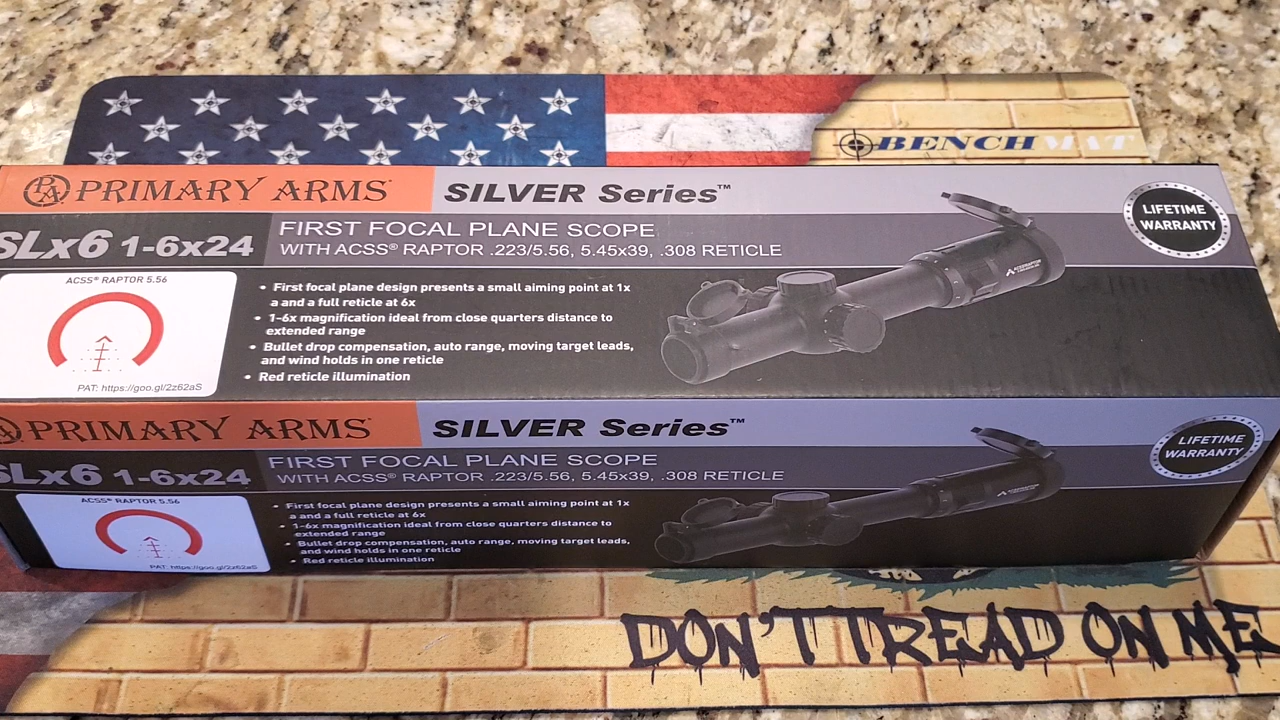 BENCHMAT
PA PRIMARY ARMS SILVER Series™
LIFETIME
WARRANTY
SLx6 1-6x24
FIRST FOCAL PLANE SCOPE
WITH ACSS® RAPTOR .223/5.56, 5.45x39, .308 RETICLE
ACSS® RAPTOR 5.56
PAT: https://goo.gl/2z62aS
• First focal plane design presents a small aiming point at 1x
a and a full reticle at 6x
• 1-6x magnification ideal from close quarters distance to
extended range
• Bullet drop compensation, auto range, moving target leads,
and wind holds in one reticle
• Red reticle illumination
PRIMARY ARMS SILVER Series™
LIFETIME
WARRANTY
SLx6 1-6x24
FIRST FOCAL PLANE SCOPE
WITH ACSS® RAPTOR .223/5.56, 5.45x39, .308 RETICLE
ACSS® RAPTOR 5.56
PAT: https://goo.gl/2z62aS
• First focal plane design presents a small aiming point at 1x
a and a full reticle at 6x
• 1-6x magnification ideal from close quarters distance to
extended range
• Bullet drop compensation, auto range, moving target leads,
and wind holds in one reticle
• Red reticle illumination
DON'T TREAD ON ME